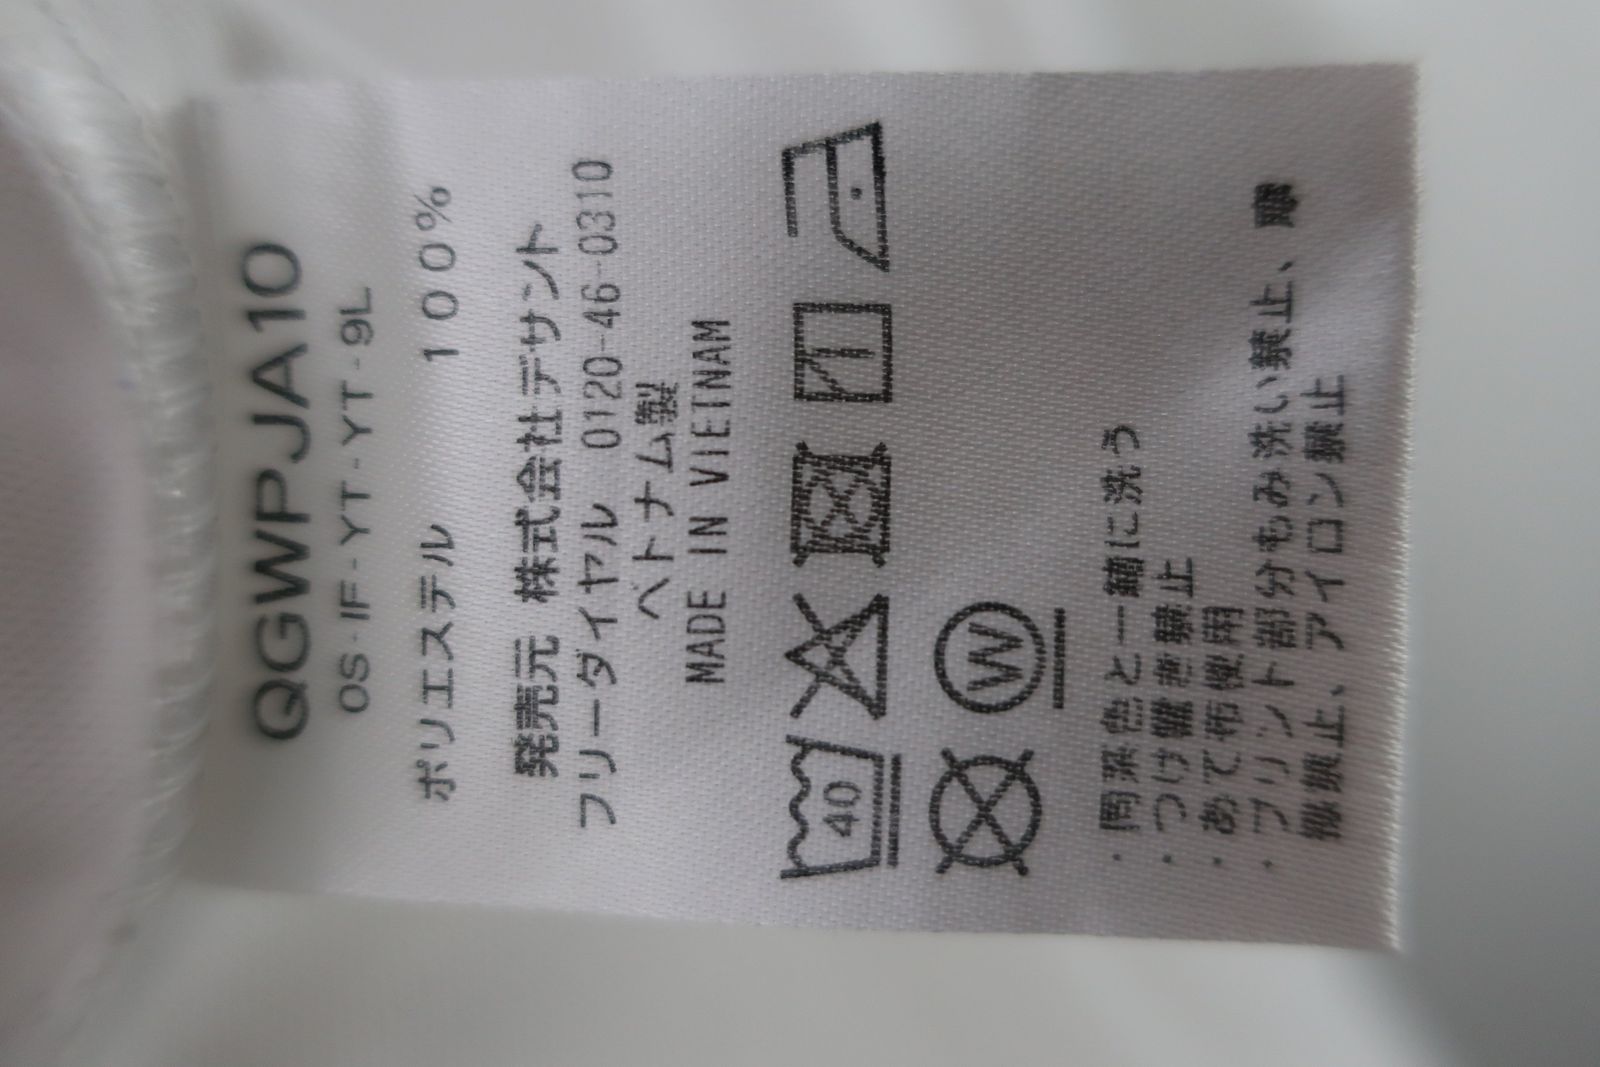 QGWPJA10
OS-IF-YT-YT-9L
ポリエステル 100%
発売元 株式会社デサント
フリーダイヤル 0120-46-0310
ベトナム製
MADE IN VIETNAM
40
W
・同系色と一緒に洗う
・つけ置き禁止
・あて布使用
・プリント部分もみ洗い禁止、
禁止、アイロン禁止